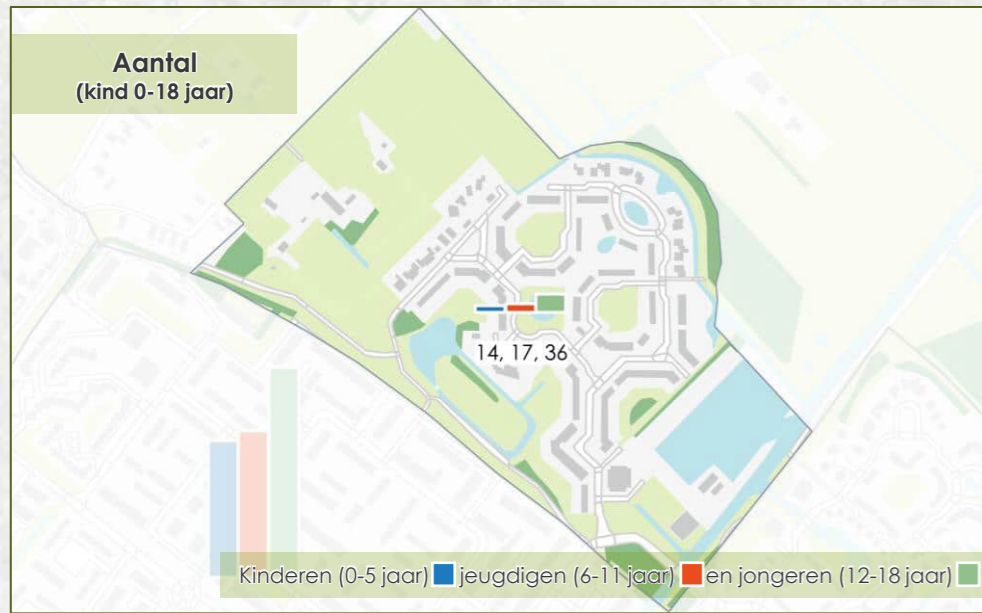 Aantal
(kind 0-18 jaar)
14, 17, 36
Kinderen (0-5 jaar) jeugdigen (6-11 jaar) en jongeren (12-18 jaar)